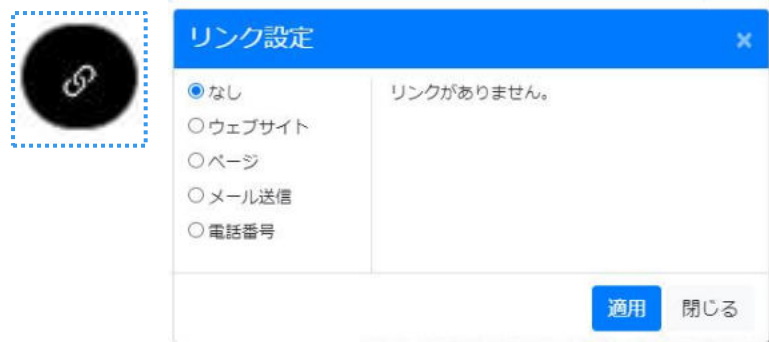 リンク設定
×
なし
リンクがありません。
ウェブサイト
ページ
メール送信
電話番号
適用
閉じる